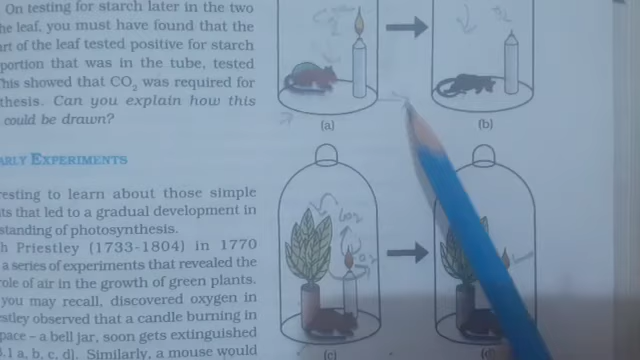 On testing for starch later in the two
he leaf, you must have found that the
art of the leaf tested positive for starch
portion that was in the tube, tested
This showed that CO₂ was required for
thesis. Can you explain how this
could be drawn?
ARLY EXPERIMENTS
resting to learn about those simple
ts that led to a gradual development in
standing of photosynthesis.
h Priestley (1733-1804) in 1770
a series of experiments that revealed the
role of air in the growth of green plants.
you may recall, discovered oxygen in
stley observed that a candle burning in
pace – a bell jar, soon gets extinguished
3.1 a, b, c, d). Similarly, a mouse would
(a)
(b)
(c)
(d)